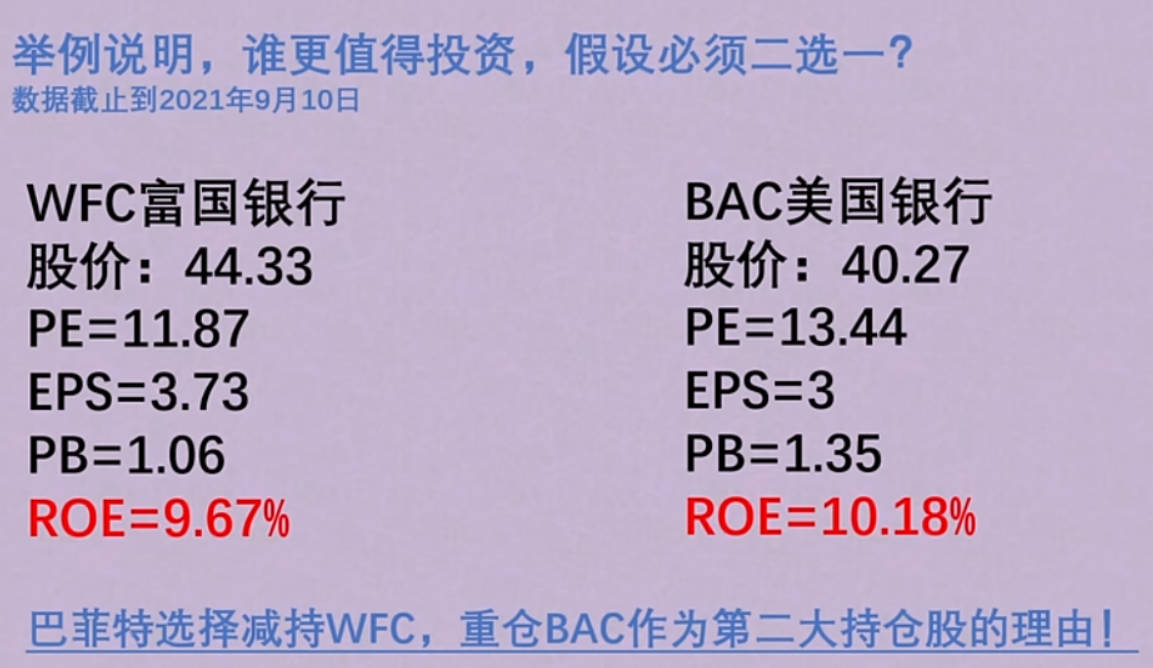 举例说明，谁更值得投资，假设必须二选一？
数据截止到2021年9月10日
WFC富国银行
股价：44.33
PE=11.87
EPS=3.73
PB=1.06
ROE=9.67%
BAC美国银行
股价：40.27
PE=13.44
EPS=3
PB=1.35
ROE=10.18%
巴菲特选择减持WFC，重仓BAC作为第二大持仓股的理由！